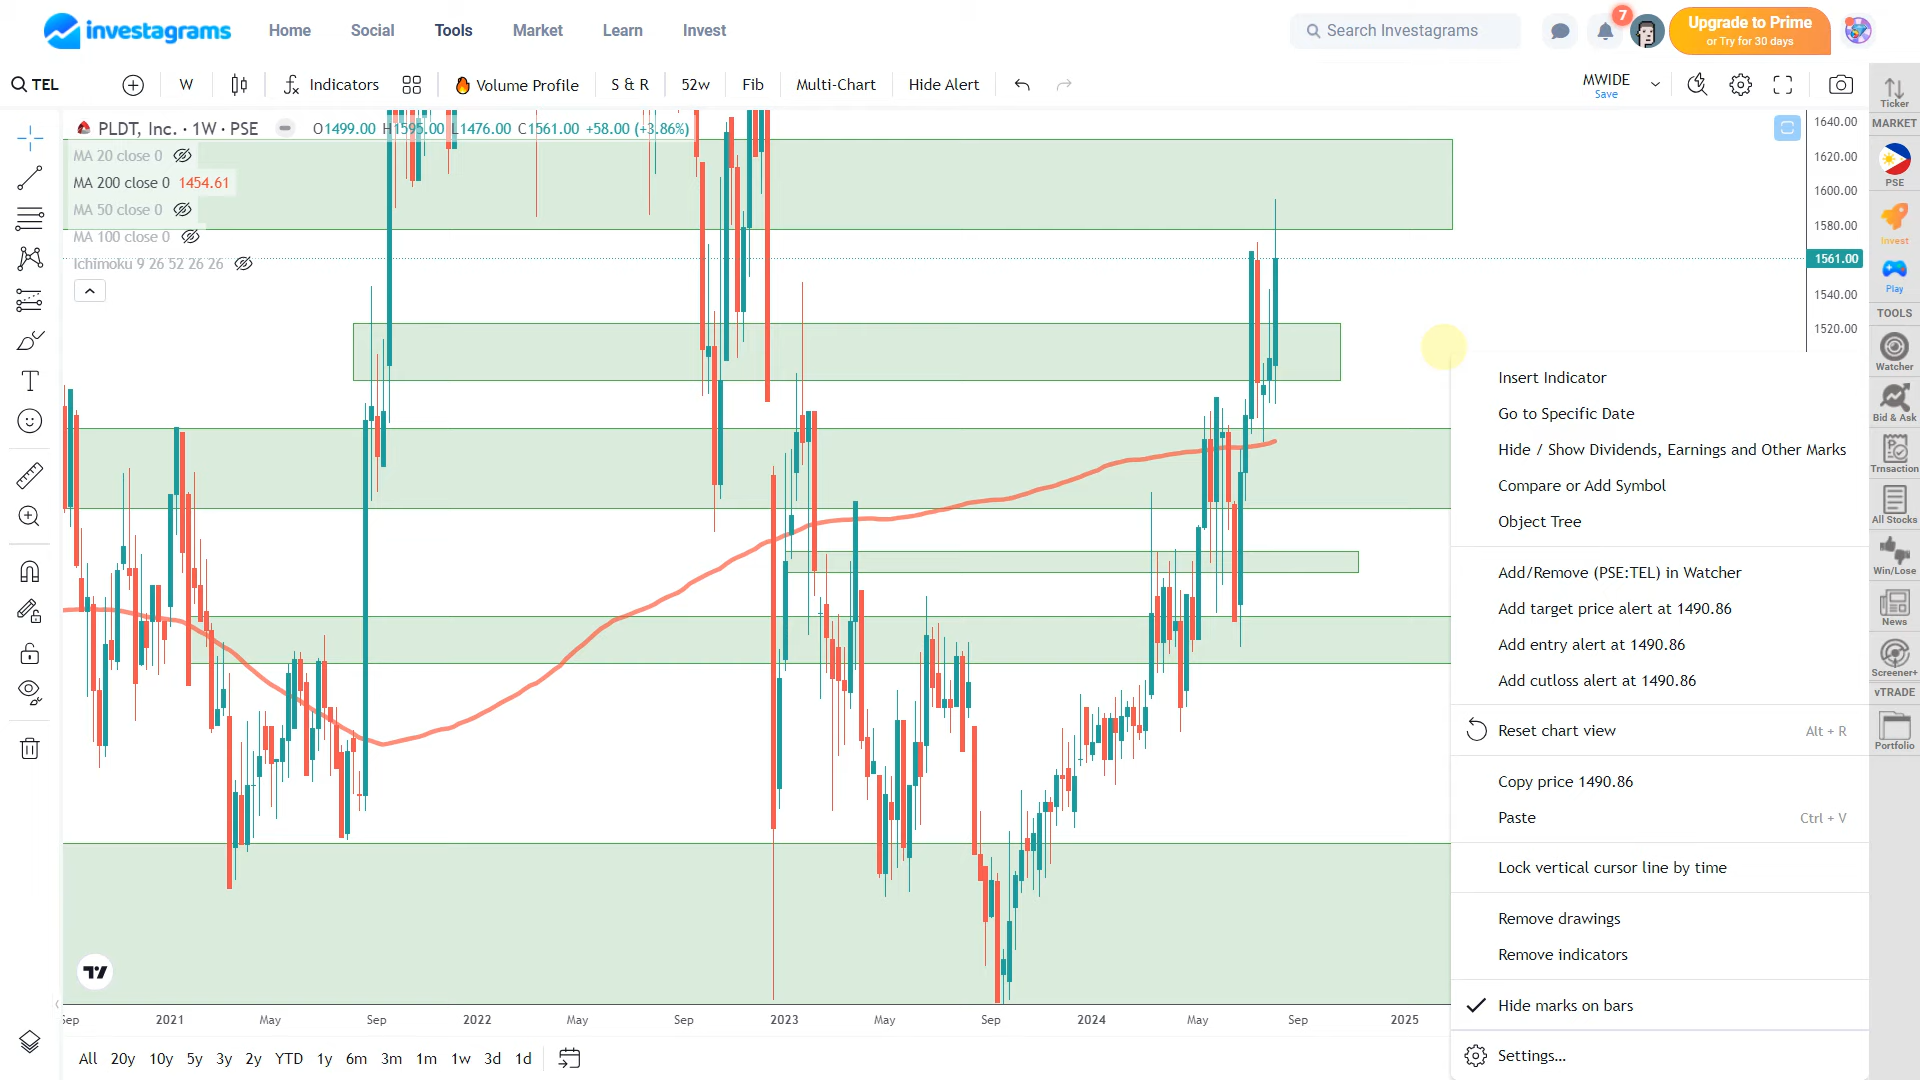 investagrams
Home
Social
Tools
Market
Learn
Invest
Search Investagrams
7
Upgrade to Prime
or Try for 30 days
TEL
W
Indicators
Volume Profile
S & R
52w
Fib
Multi-Chart
Hide Alert
MWIDE
Save
PLDT, Inc. · 1W · PSE
O1499.00 H1595.00 L1476.00 C1561.00 +58.00 (+3.86%)
MA 20 close 0
MA 200 close 0 1454.61
MA 50 close 0
MA 100 close 0
Ichimoku 9 26 52 26 26
1640.00
1620.00
1600.00
1580.00
1561.00
1540.00
1520.00
Insert Indicator
Go to Specific Date
Hide / Show Dividends, Earnings and Other Marks
Compare or Add Symbol
Object Tree
Add/Remove (PSE:TEL) in Watcher
Add target price alert at 1490.86
Add entry alert at 1490.86
Add cutloss alert at 1490.86
Reset chart view Alt + R
Copy price 1490.86
Paste Ctrl + V
Lock vertical cursor line by time
Remove drawings
Remove indicators
Hide marks on bars
Settings...
Ticker
MARKET
PSE
Invest
Play
TOOLS
Watcher
Bid & Ask
Trnsaction
All Stocks
Win/Lose
News
Screener+
vTRADE
Portfolio
Sep 2021 May Sep 2022 May Sep 2023 May Sep 2024 May Sep 2025
All 20y 10y 5y 3y 2y YTD 1y 6m 3m 1m 1w 3d 1d